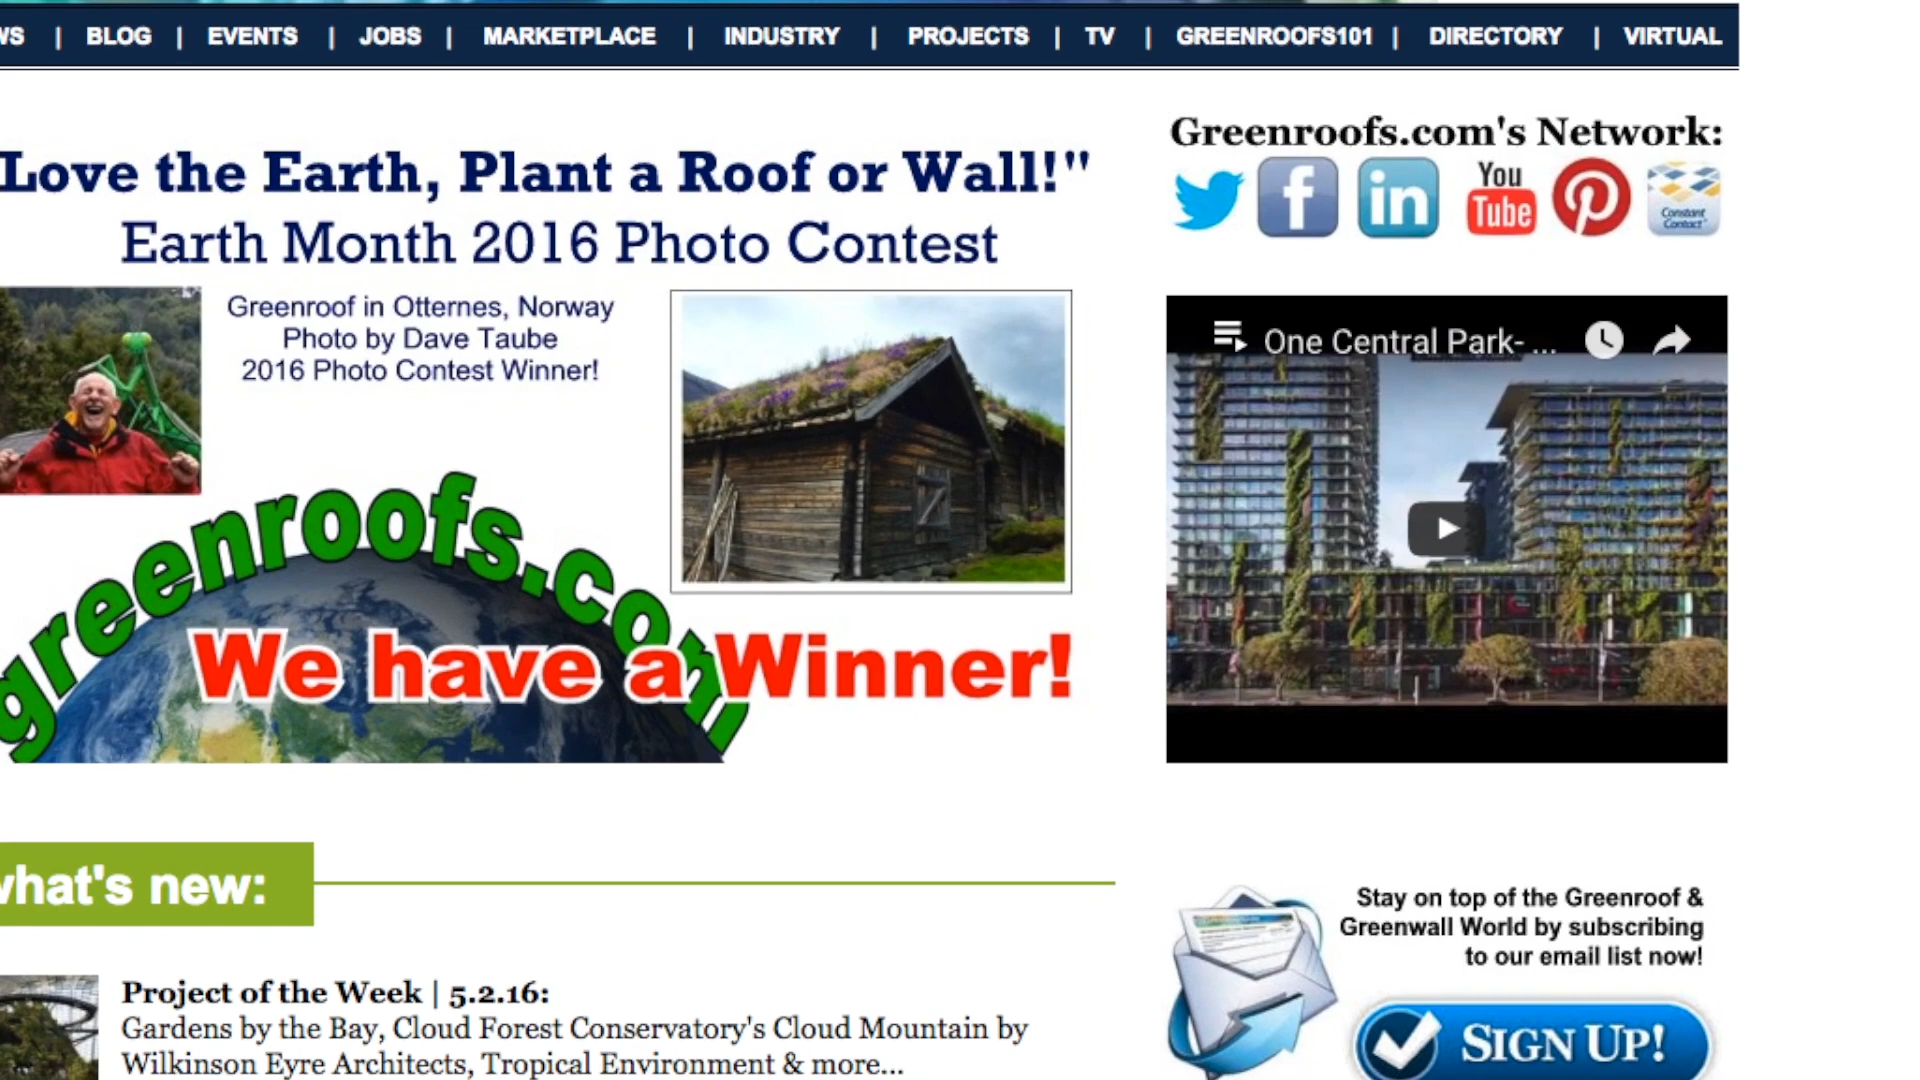 WS | BLOG | EVENTS | JOBS | MARKETPLACE | INDUSTRY | PROJECTS | TV | GREENROOFS101 | DIRECTORY | VIRTUAL
Love the Earth, Plant a Roof or Wall!"
Earth Month 2016 Photo Contest
Greenroof in Otternes, Norway
Photo by Dave Taube
2016 Photo Contest Winner!
greenroofs.com
We have a Winner!
Greenroofs.com's Network:
f
in
You
Tube
Constant
Contact
One Central Park- ...
what's new:
Project of the Week | 5.2.16:
Gardens by the Bay, Cloud Forest Conservatory's Cloud Mountain by
Wilkinson Eyre Architects, Tropical Environment & more...
Stay on top of the Greenroof &
Greenwall World by subscribing
to our email list now!
SIGN UP!